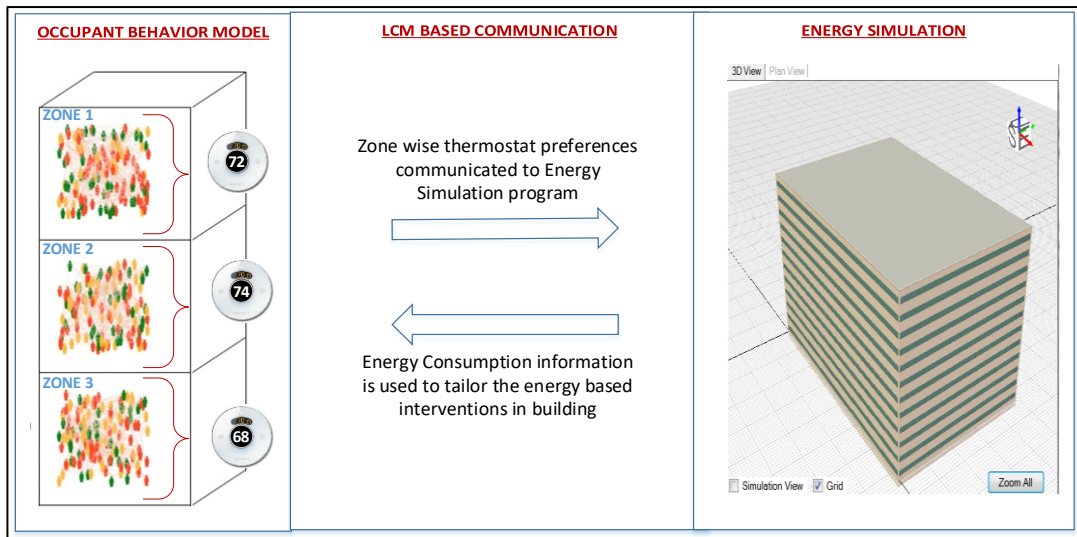 OCCUPANT BEHAVIOR MODEL
ZONE 1
72
ZONE 2
74
ZONE 3
68
LCM BASED COMMUNICATION
Zone wise thermostat preferences
communicated to Energy
Simulation program
Energy Consumption information
is used to tailor the energy based
interventions in building
ENERGY SIMULATION
3D View Plan View
Simulation View Grid
Zoom All